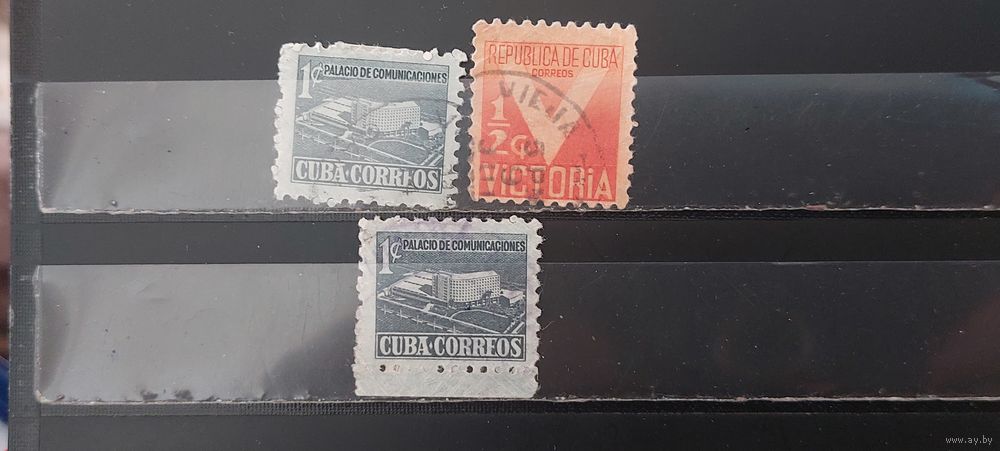 1¢ PALACIO DE COMUNICACIONES
CUBA·CORREOS
REPUBLICA DE CUBA
CORREOS
1/2 ¢
VICTORIA
VIEJA
1¢ PALACIO DE COMUNICACIONES
CUBA·CORREOS
www.ay.by